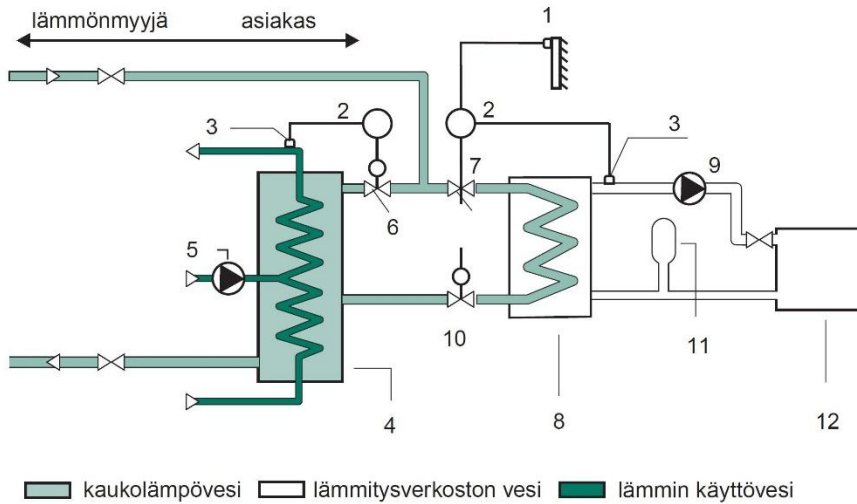 lämmönmyyjä asiakas
1
3 2 2 3
7 9
6
5
10 11
4 8 12
kaukolämpövesi lämmitysverkoston vesi lämmin käyttövesi